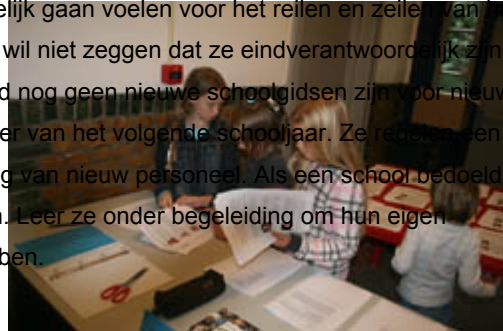 elijk gaan voelen voor het reilen en zeilen van
wil niet zeggen dat ze eindverantwoordelijk zijn
d nog geen nieuwe schoolgidsen zijn voor nieuw
er van het volgende schooljaar. Ze regelen een
g van nieuw personeel. Als een school bedoeld
. Leer ze onder begeleiding om hun eigen
ben.